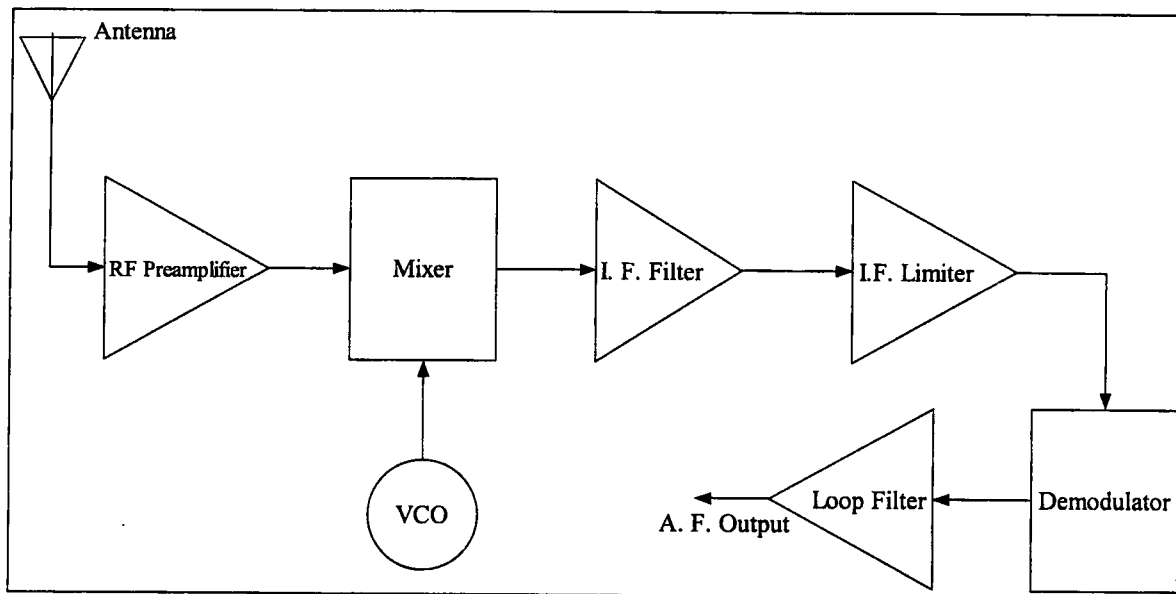 Antenna
RF Preamplifier
Mixer
I. F. Filter
I.F. Limiter
VCO
A. F. Output
Loop Filter
Demodulator